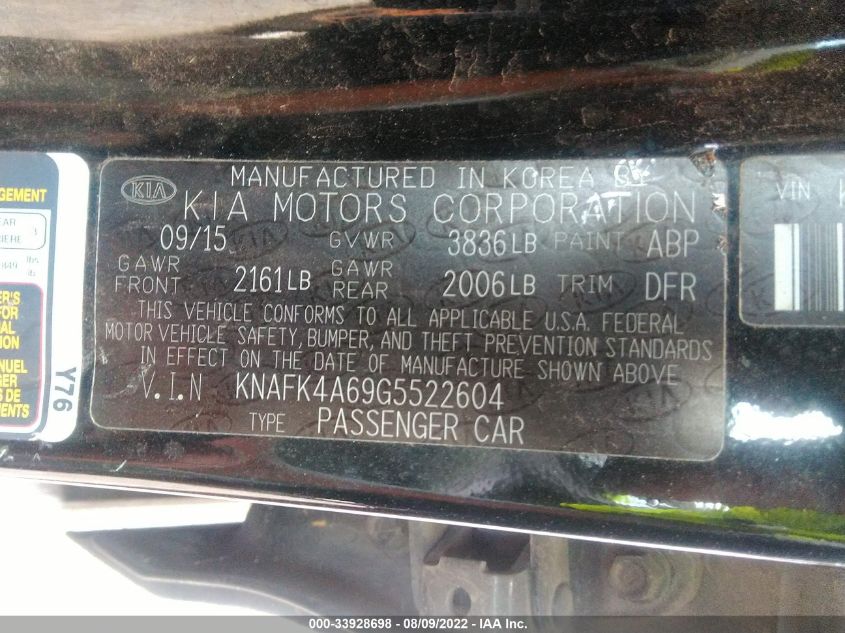 NAGEMENT
Y76
MANUFACTURED IN KOREA BY
KIA
KIA MOTORS CORPORATION
09/15 GVWR 3836LB PAINT ABP
GAWR FRONT 2161LB GAWR REAR 2006LB TRIM DFR
THIS VEHICLE CONFORMS TO ALL APPLICABLE U.S.A. FEDERAL
MOTOR VEHICLE SAFETY, BUMPER, AND THEFT PREVENTION STANDARDS
IN EFFECT ON THE DATE OF MANUFACTURE SHOWN ABOVE.
V.I.N KNAFK4A69G5522604
TYPE PASSENGER CAR
VIN
000-33928698 - 08/09/2022 - IAA Inc.